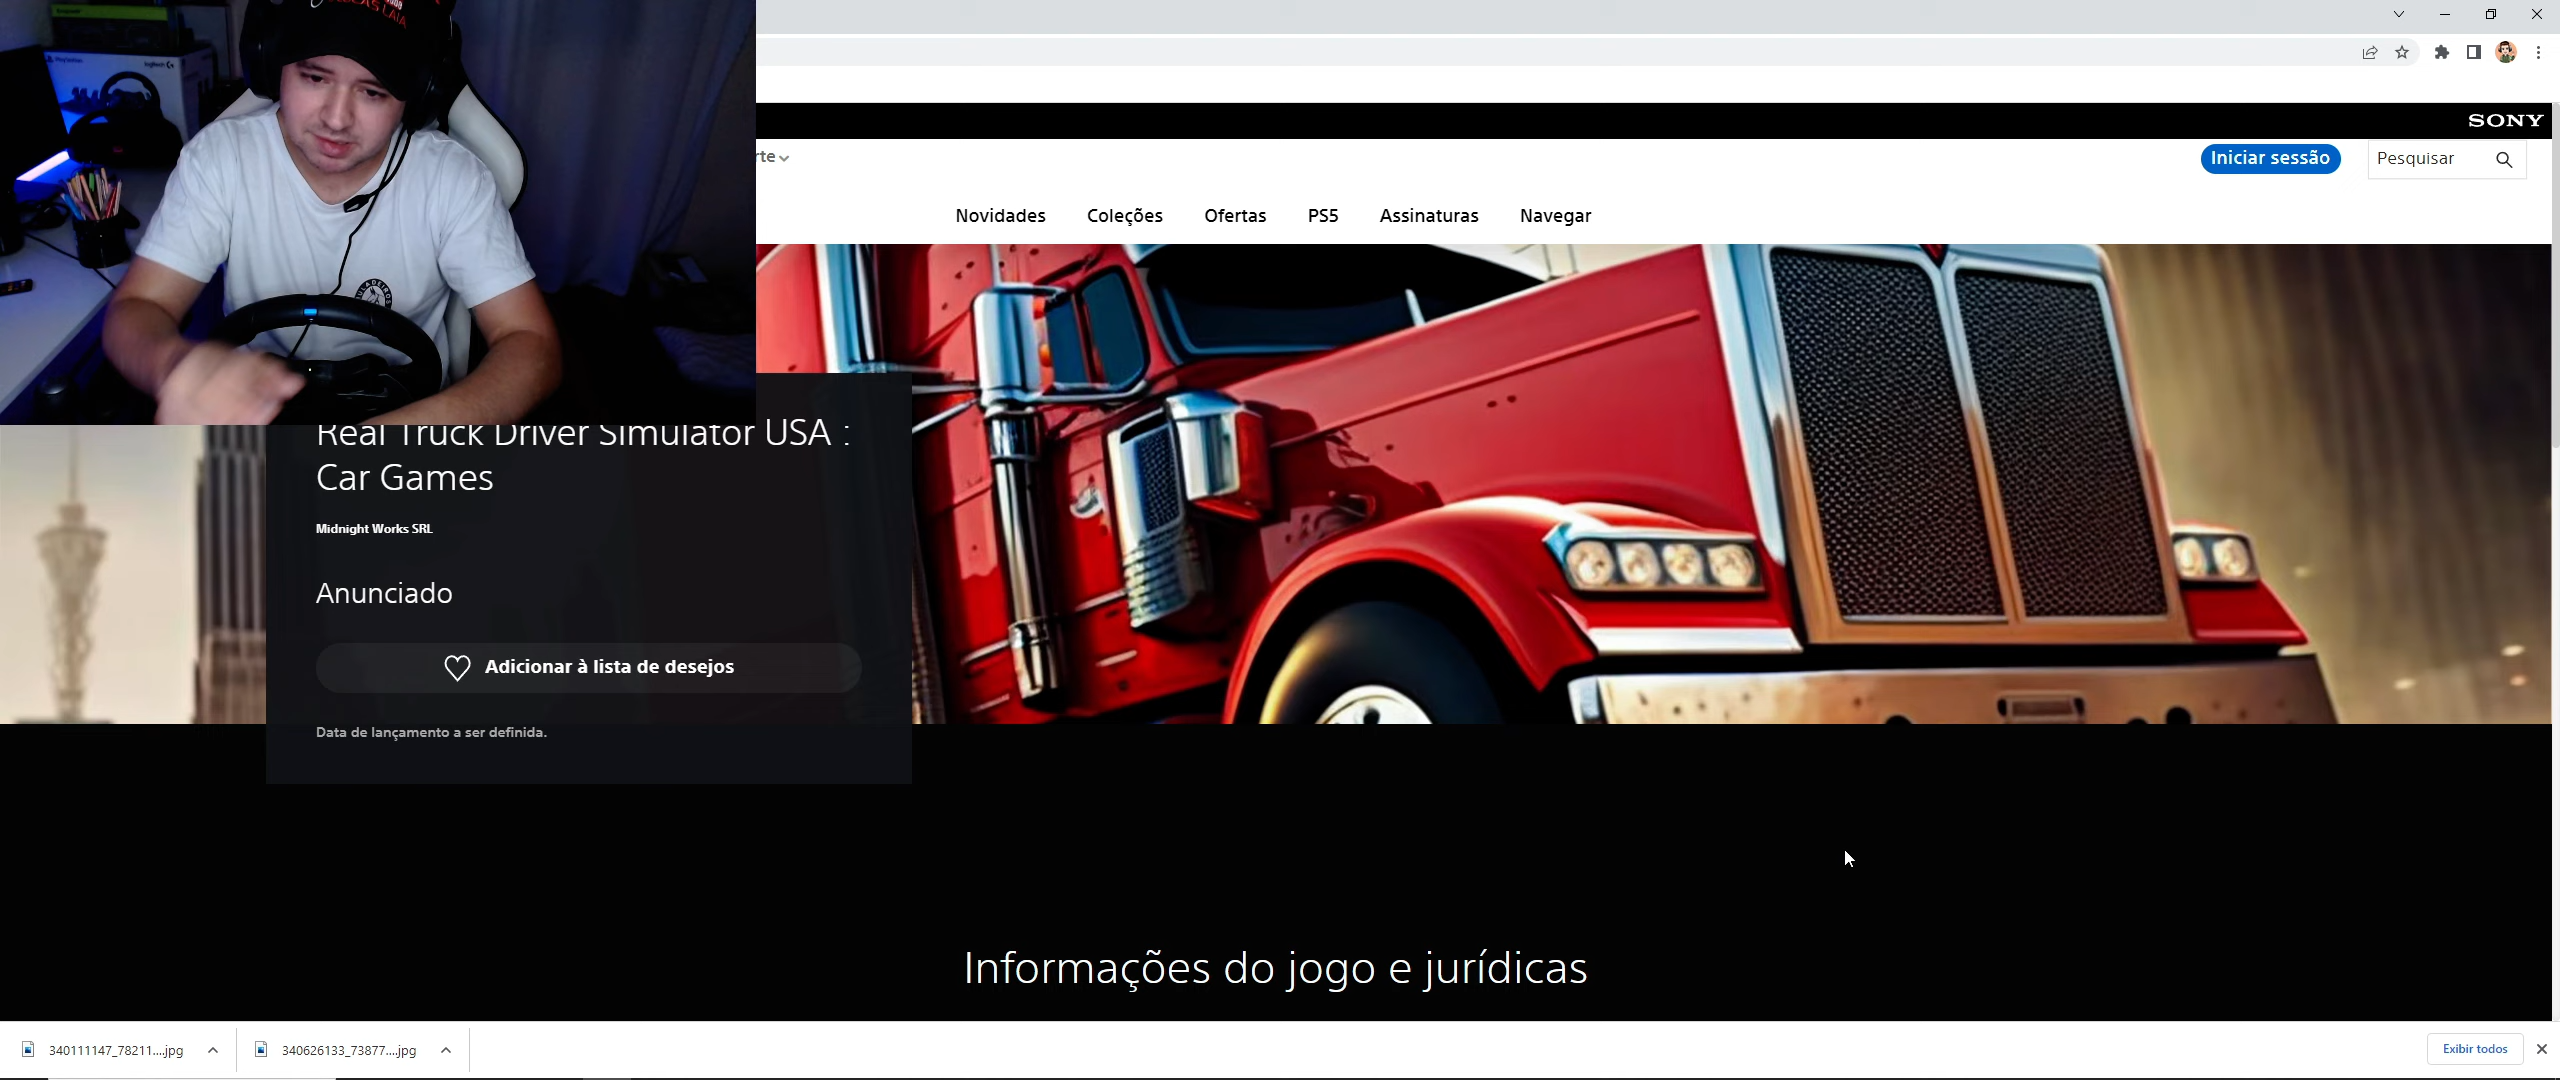 PlayStation
logitech G
SONY
rte
Iniciar sessão
Pesquisar
Novidades
Coleções
Ofertas
PS5
Assinaturas
Navegar
Real Truck Driver Simulator USA :
Car Games
Midnight Works SRL
Anunciado
Adicionar à lista de desejos
Data de lançamento a ser definida.
Informações do jogo e jurídicas
340111147_78211....jpg
340626133_73877....jpg
Exibir todos